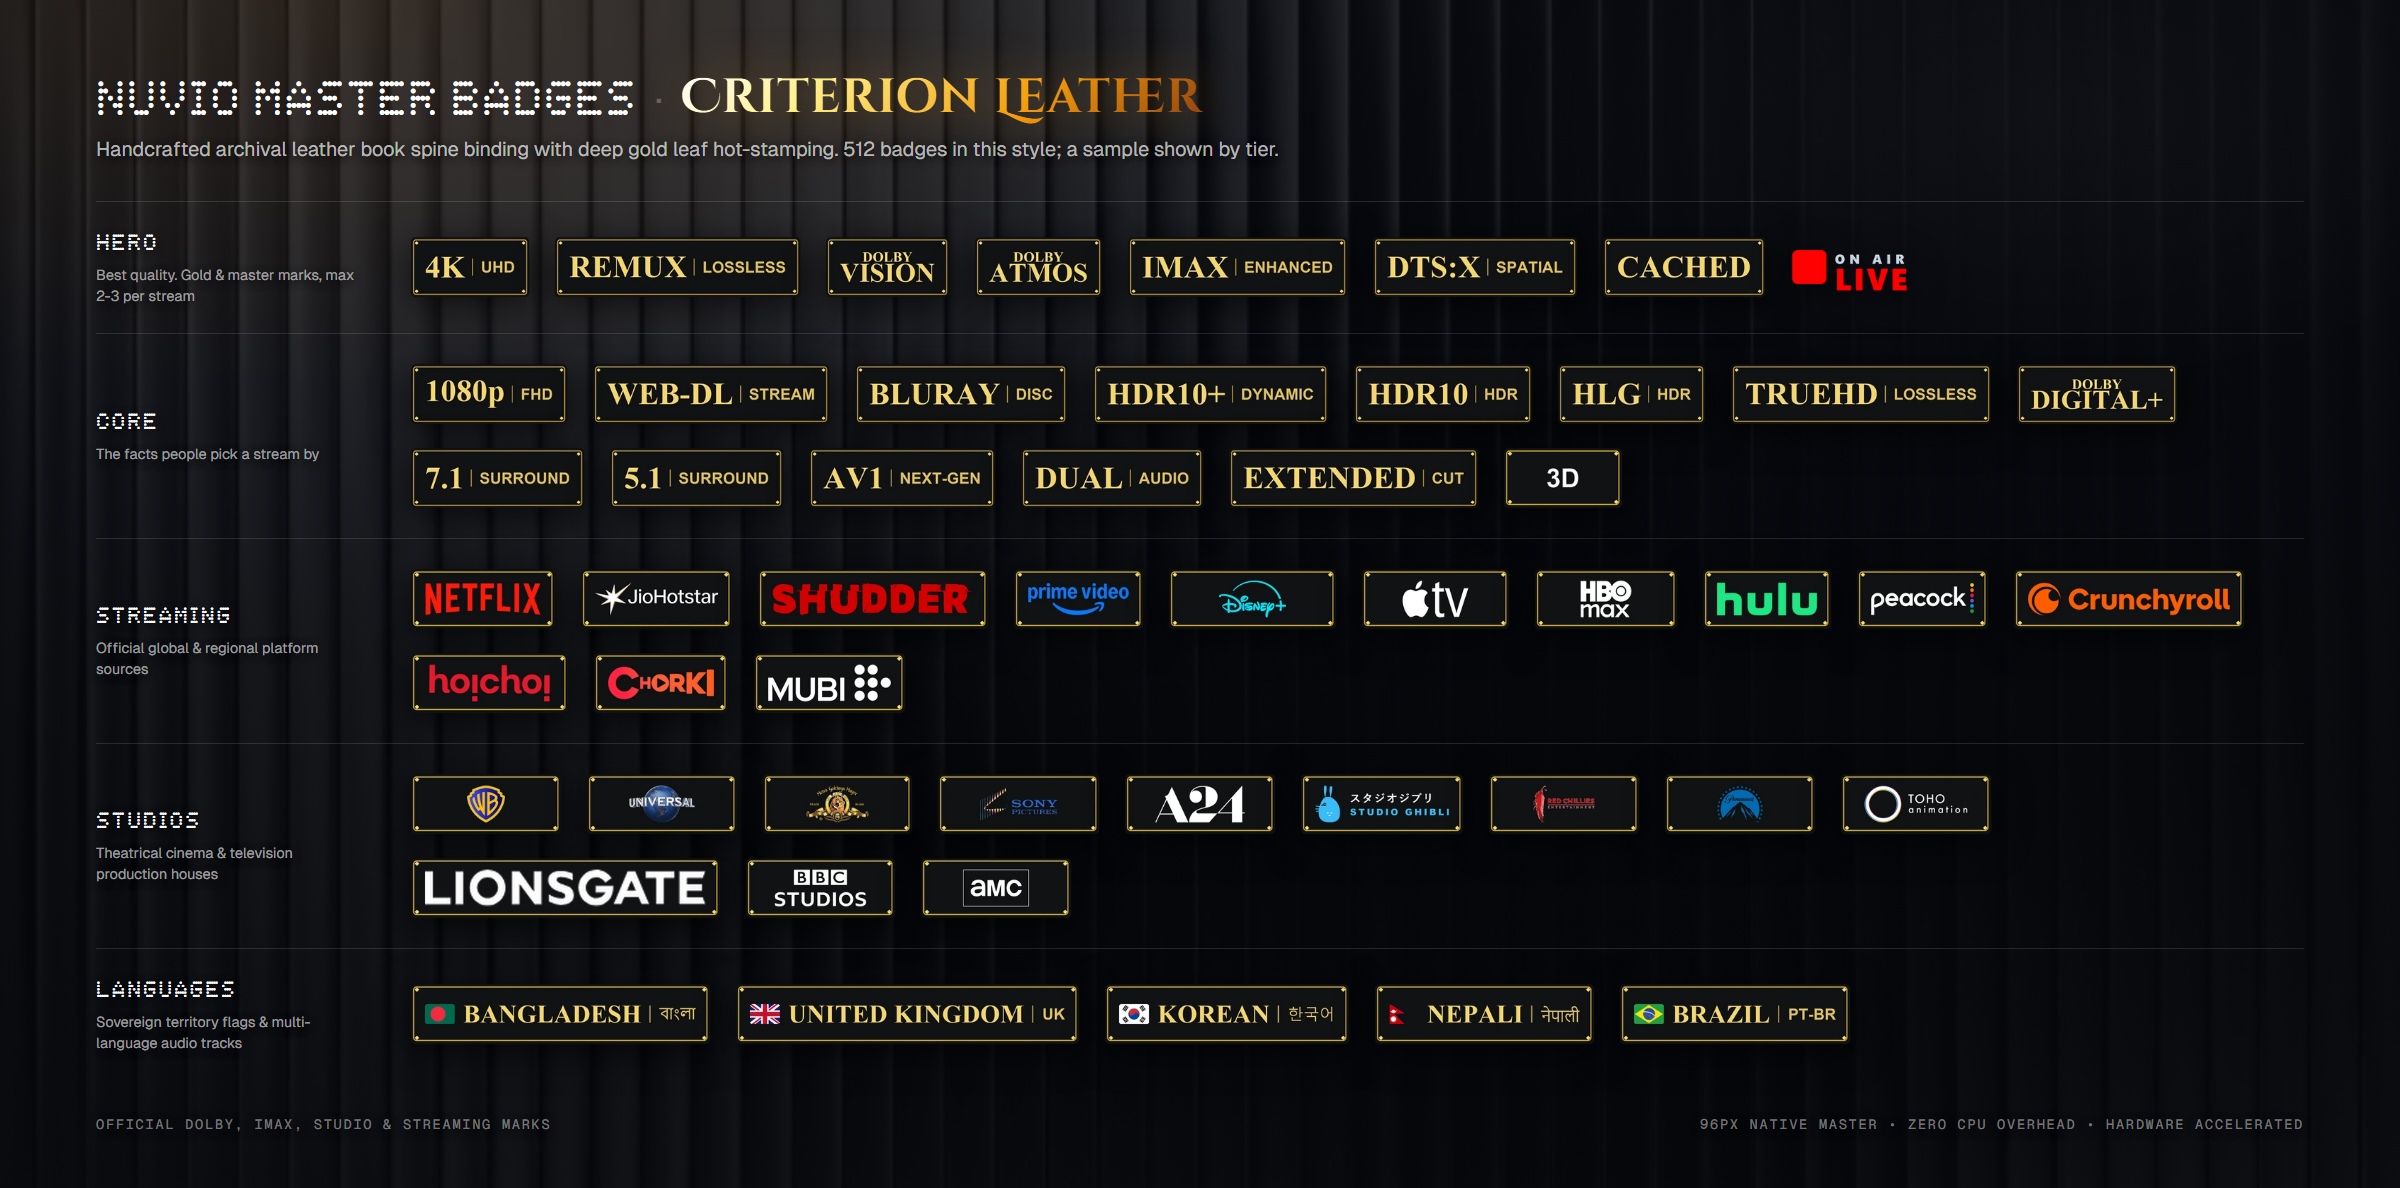 NUVIO MASTER BADGES · CRITERION LEATHER
Handcrafted archival leather book spine binding with deep gold leaf hot-stamping. 512 badges in this style; a sample shown by tier.
HERO
Best quality. Gold & master marks, max
2-3 per stream
4K | UHD
REMUX | LOSSLESS
DOLBY
VISION
DOLBY
ATMOS
IMAX | ENHANCED
DTS:X | SPATIAL
CACHED
ON AIR
LIVE
CORE
The facts people pick a stream by
1080p | FHD
WEB-DL | STREAM
BLURAY | DISC
HDR10+ | DYNAMIC
HDR10 | HDR
HLG | HDR
TRUEHD | LOSSLESS
DOLBY
DIGITAL+
7.1 | SURROUND
5.1 | SURROUND
AV1 | NEXT-GEN
DUAL | AUDIO
EXTENDED | CUT
3D
STREAMING
Official global & regional platform
sources
NETFLIX
JioHotstar
SHUDDER
prime video
Disney+
tv
HBO
max
hulu
peacock
Crunchyroll
hoichoi
CHORKI
MUBI
STUDIOS
Theatrical cinema & television
production houses
WB
UNIVERSAL
SONY
PICTURES
A24
スタジオジブリ
STUDIO GHIBLI
RED CHILLIES
ENTERTAINMENT
TOHO
animation
LIONSGATE
BBC
STUDIOS
aMC
LANGUAGES
Sovereign territory flags & multi-
language audio tracks
BANGLADESH | বাংলা
UNITED KINGDOM | UK
KOREAN | 한국어
NEPALI | नेपाली
BRAZIL | PT-BR
OFFICIAL DOLBY, IMAX, STUDIO & STREAMING MARKS
96PX NATIVE MASTER • ZERO CPU OVERHEAD • HARDWARE ACCELERATED